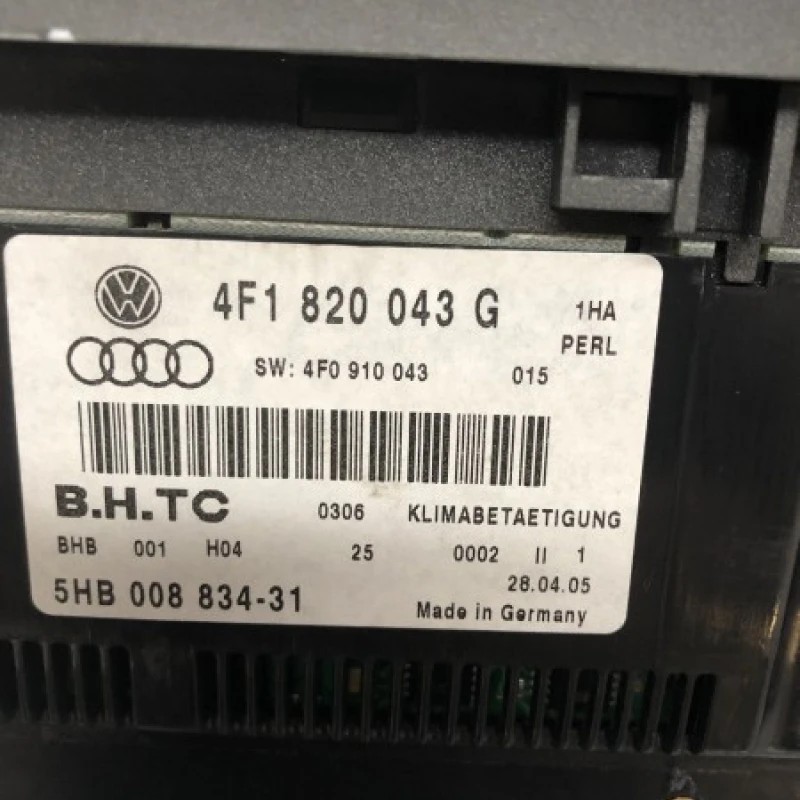 4F1 820 043 G 1HA
PERL
SW: 4F0 910 043 015
B.H.TC 0306 KLIMABETAETIGUNG
BHB 001 H04 25 0002 II 1
28.04.05
5HB 008 834-31 Made in Germany